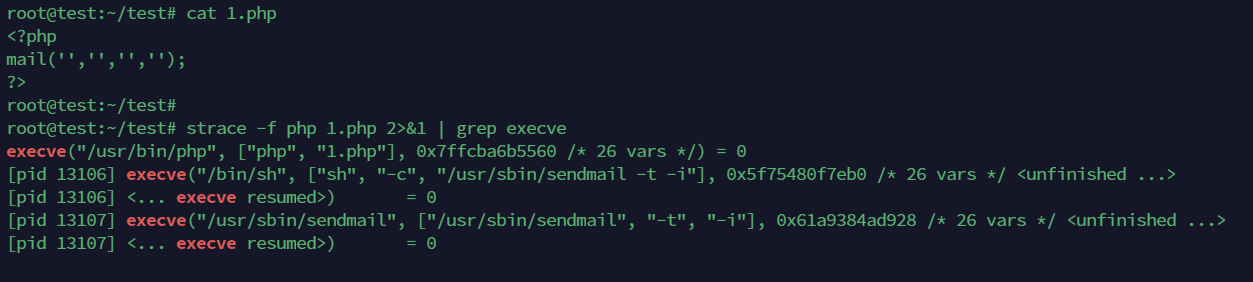 root@test:~/test# cat 1.php
<?php
mail('','','','');
?>
root@test:~/test#
root@test:~/test# strace -f php 1.php 2>&1 | grep execve
execve("/usr/bin/php", ["php", "1.php"], 0x7ffcba6b5560 /* 26 vars */) = 0
[pid 13106] execve("/bin/sh", ["sh", "-c", "/usr/sbin/sendmail -t -i"], 0x5f75480f7eb0 /* 26 vars */ <unfinished ...>
[pid 13106] <... execve resumed>)       = 0
[pid 13107] execve("/usr/sbin/sendmail", ["/usr/sbin/sendmail", "-t", "-i"], 0x61a9384ad928 /* 26 vars */ <unfinished ...>
[pid 13107] <... execve resumed>)       = 0